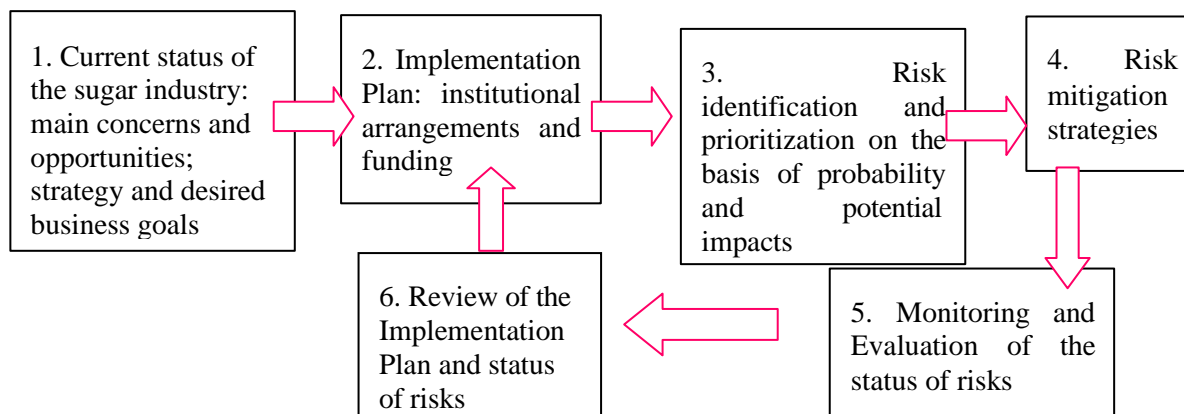 1. Current status of
the sugar industry:
main concerns and
opportunities;
strategy and desired
business goals
2. Implementation
Plan: institutional
arrangements and
funding
3. Risk
identification and
prioritization on the
basis of probability
and potential
impacts
4. Risk
mitigation
strategies
5. Monitoring and
Evaluation of the
status of risks
6. Review of the
Implementation
Plan and status
of risks